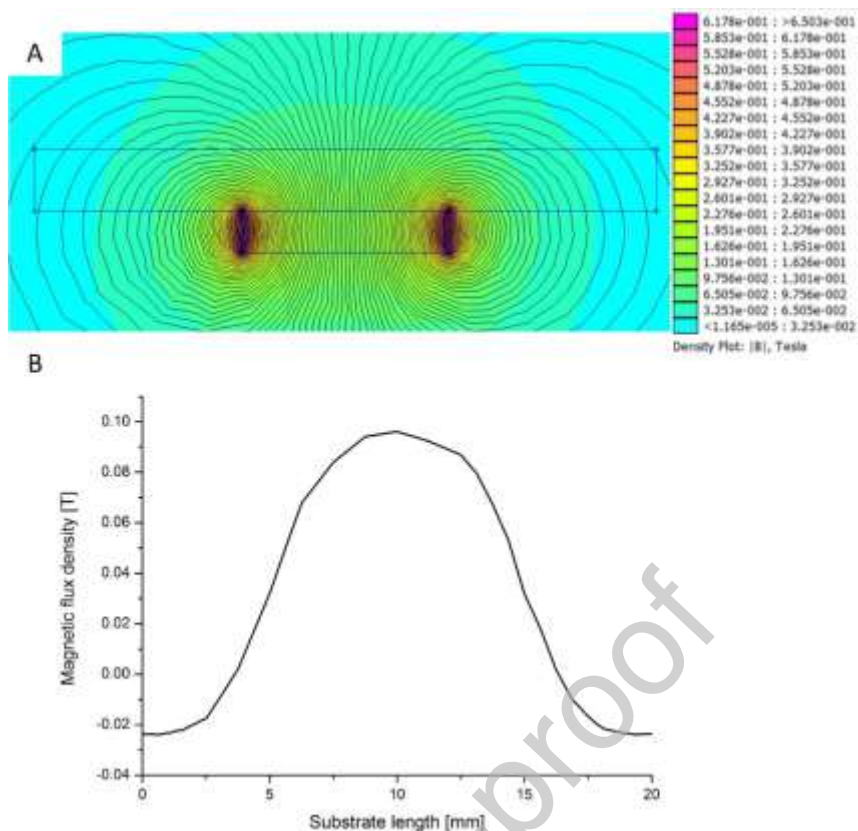 A
6.178e-001 : >6.503e-001
5.853e-001 : 6.178e-001
5.528e-001 : 5.853e-001
5.203e-001 : 5.528e-001
4.878e-001 : 5.203e-001
4.552e-001 : 4.878e-001
4.227e-001 : 4.552e-001
3.902e-001 : 4.227e-001
3.577e-001 : 3.902e-001
3.252e-001 : 3.577e-001
2.927e-001 : 3.252e-001
2.601e-001 : 2.927e-001
2.276e-001 : 2.601e-001
1.951e-001 : 2.276e-001
1.626e-001 : 1.951e-001
1.301e-001 : 1.626e-001
9.756e-002 : 1.301e-001
6.505e-002 : 9.756e-002
3.253e-002 : 6.505e-002
<1.165e-005 : 3.253e-002
Density Plot: |B|, Tesla
B
Magnetic flux density [T]
0.10
0.08
0.06
0.04
0.02
0.00
-0.02
-0.04
0 5 10 15 20
Substrate length [mm]
proof